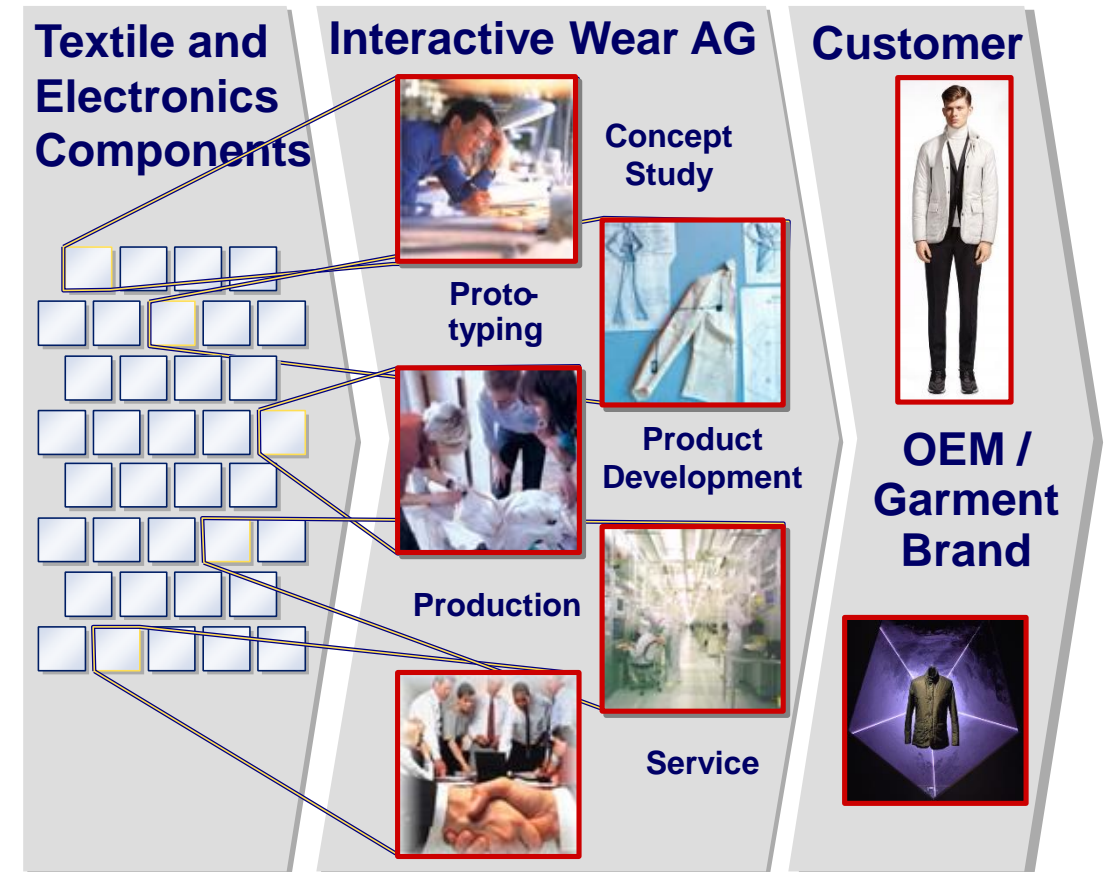 Textile and
Electronics
Components
Interactive Wear AG
Concept
Study
Proto-
typing
Product
Development
Production
Service
Customer
OEM /
Garment
Brand